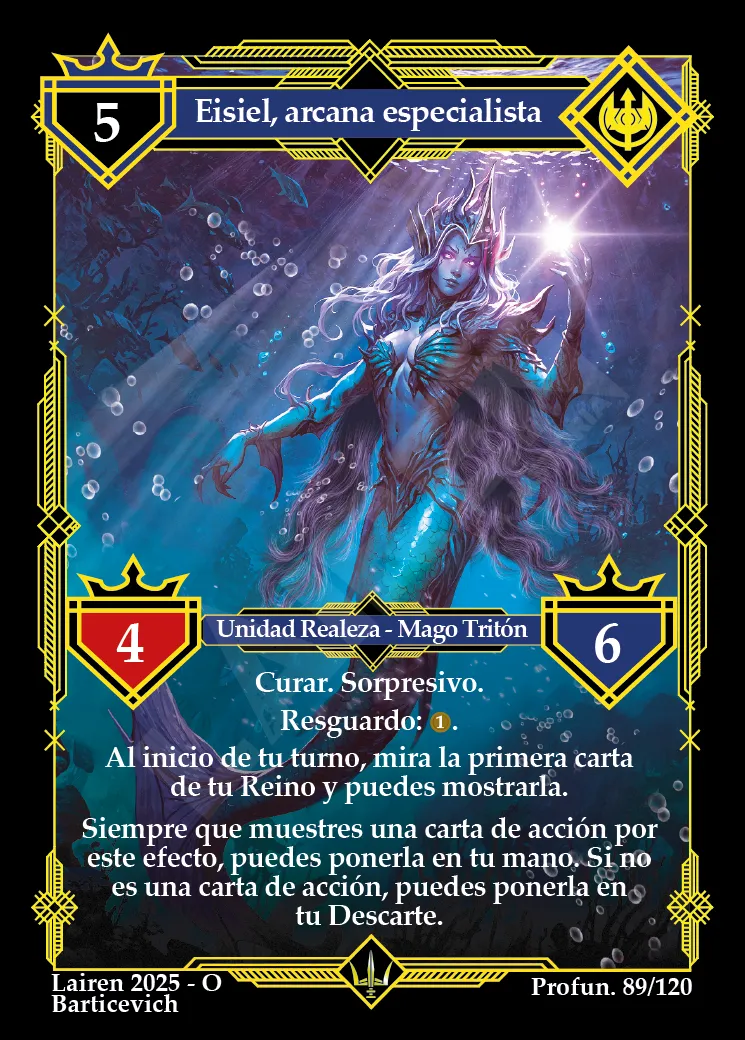 5
Eisiel, arcana especialista
4
Unidad Realeza - Mago Tritón
6
Curar. Sorpresivo.
Resguardo: 1.
Al inicio de tu turno, mira la primera carta
de tu Reino y puedes mostrarla.
Siempre que muestres una carta de acción por
este efecto, puedes ponerla en tu mano. Si no
es una carta de acción, puedes ponerla en
tu Descarte.
Lairen 2025 - O
Barticevich
Profun. 89/120